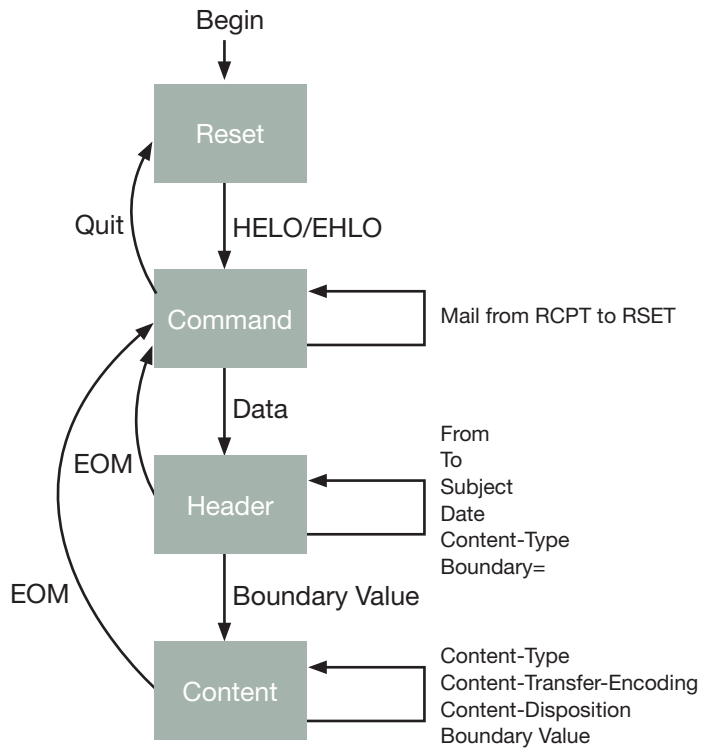 Begin
Reset
Quit
HELO/EHLO
Command
Mail from RCPT to RSET
Data
EOM
Header
From
To
Subject
Date
Content-Type
Boundary=
EOM
Boundary Value
Content
Content-Type
Content-Transfer-Encoding
Content-Disposition
Boundary Value